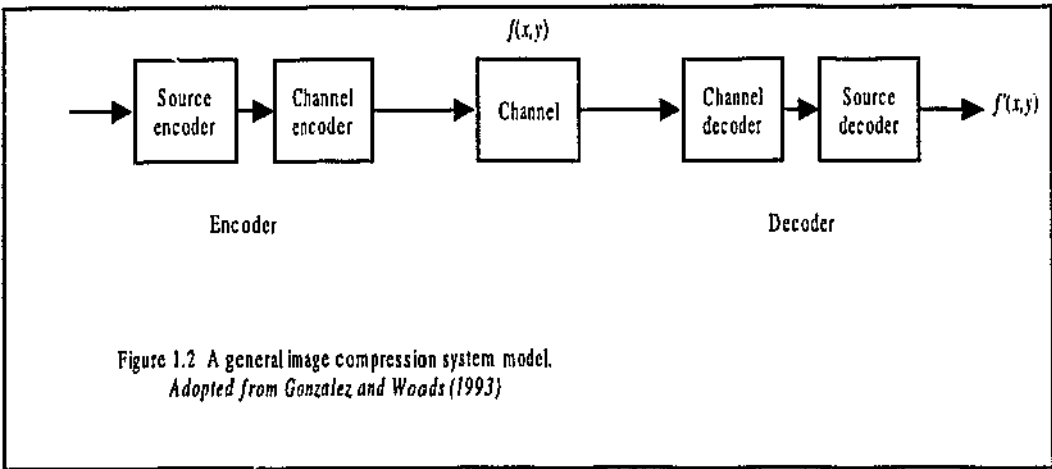 f(x,y)
Source encoder
Channel encoder
Channel
Channel decoder
Source decoder
f'(x,y)
Encoder
Decoder
Figure 1.2 A general image compression system model.
Adopted from Gonzalez and Woods (1993)